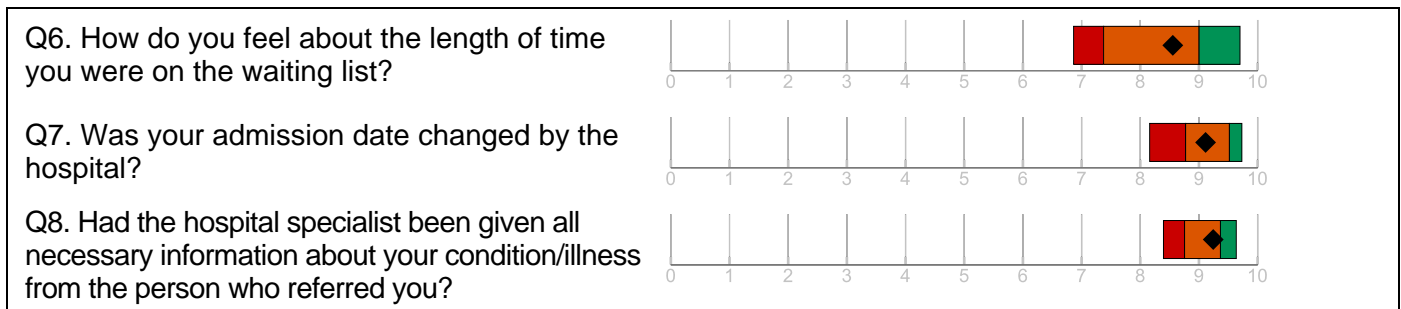 Q6. How do you feel about the length of time
you were on the waiting list?
0 1 2 3 4 5 6 7 8 9 10
Q7. Was your admission date changed by the
hospital?
0 1 2 3 4 5 6 7 8 9 10
Q8. Had the hospital specialist been given all
necessary information about your condition/illness
from the person who referred you?
0 1 2 3 4 5 6 7 8 9 10